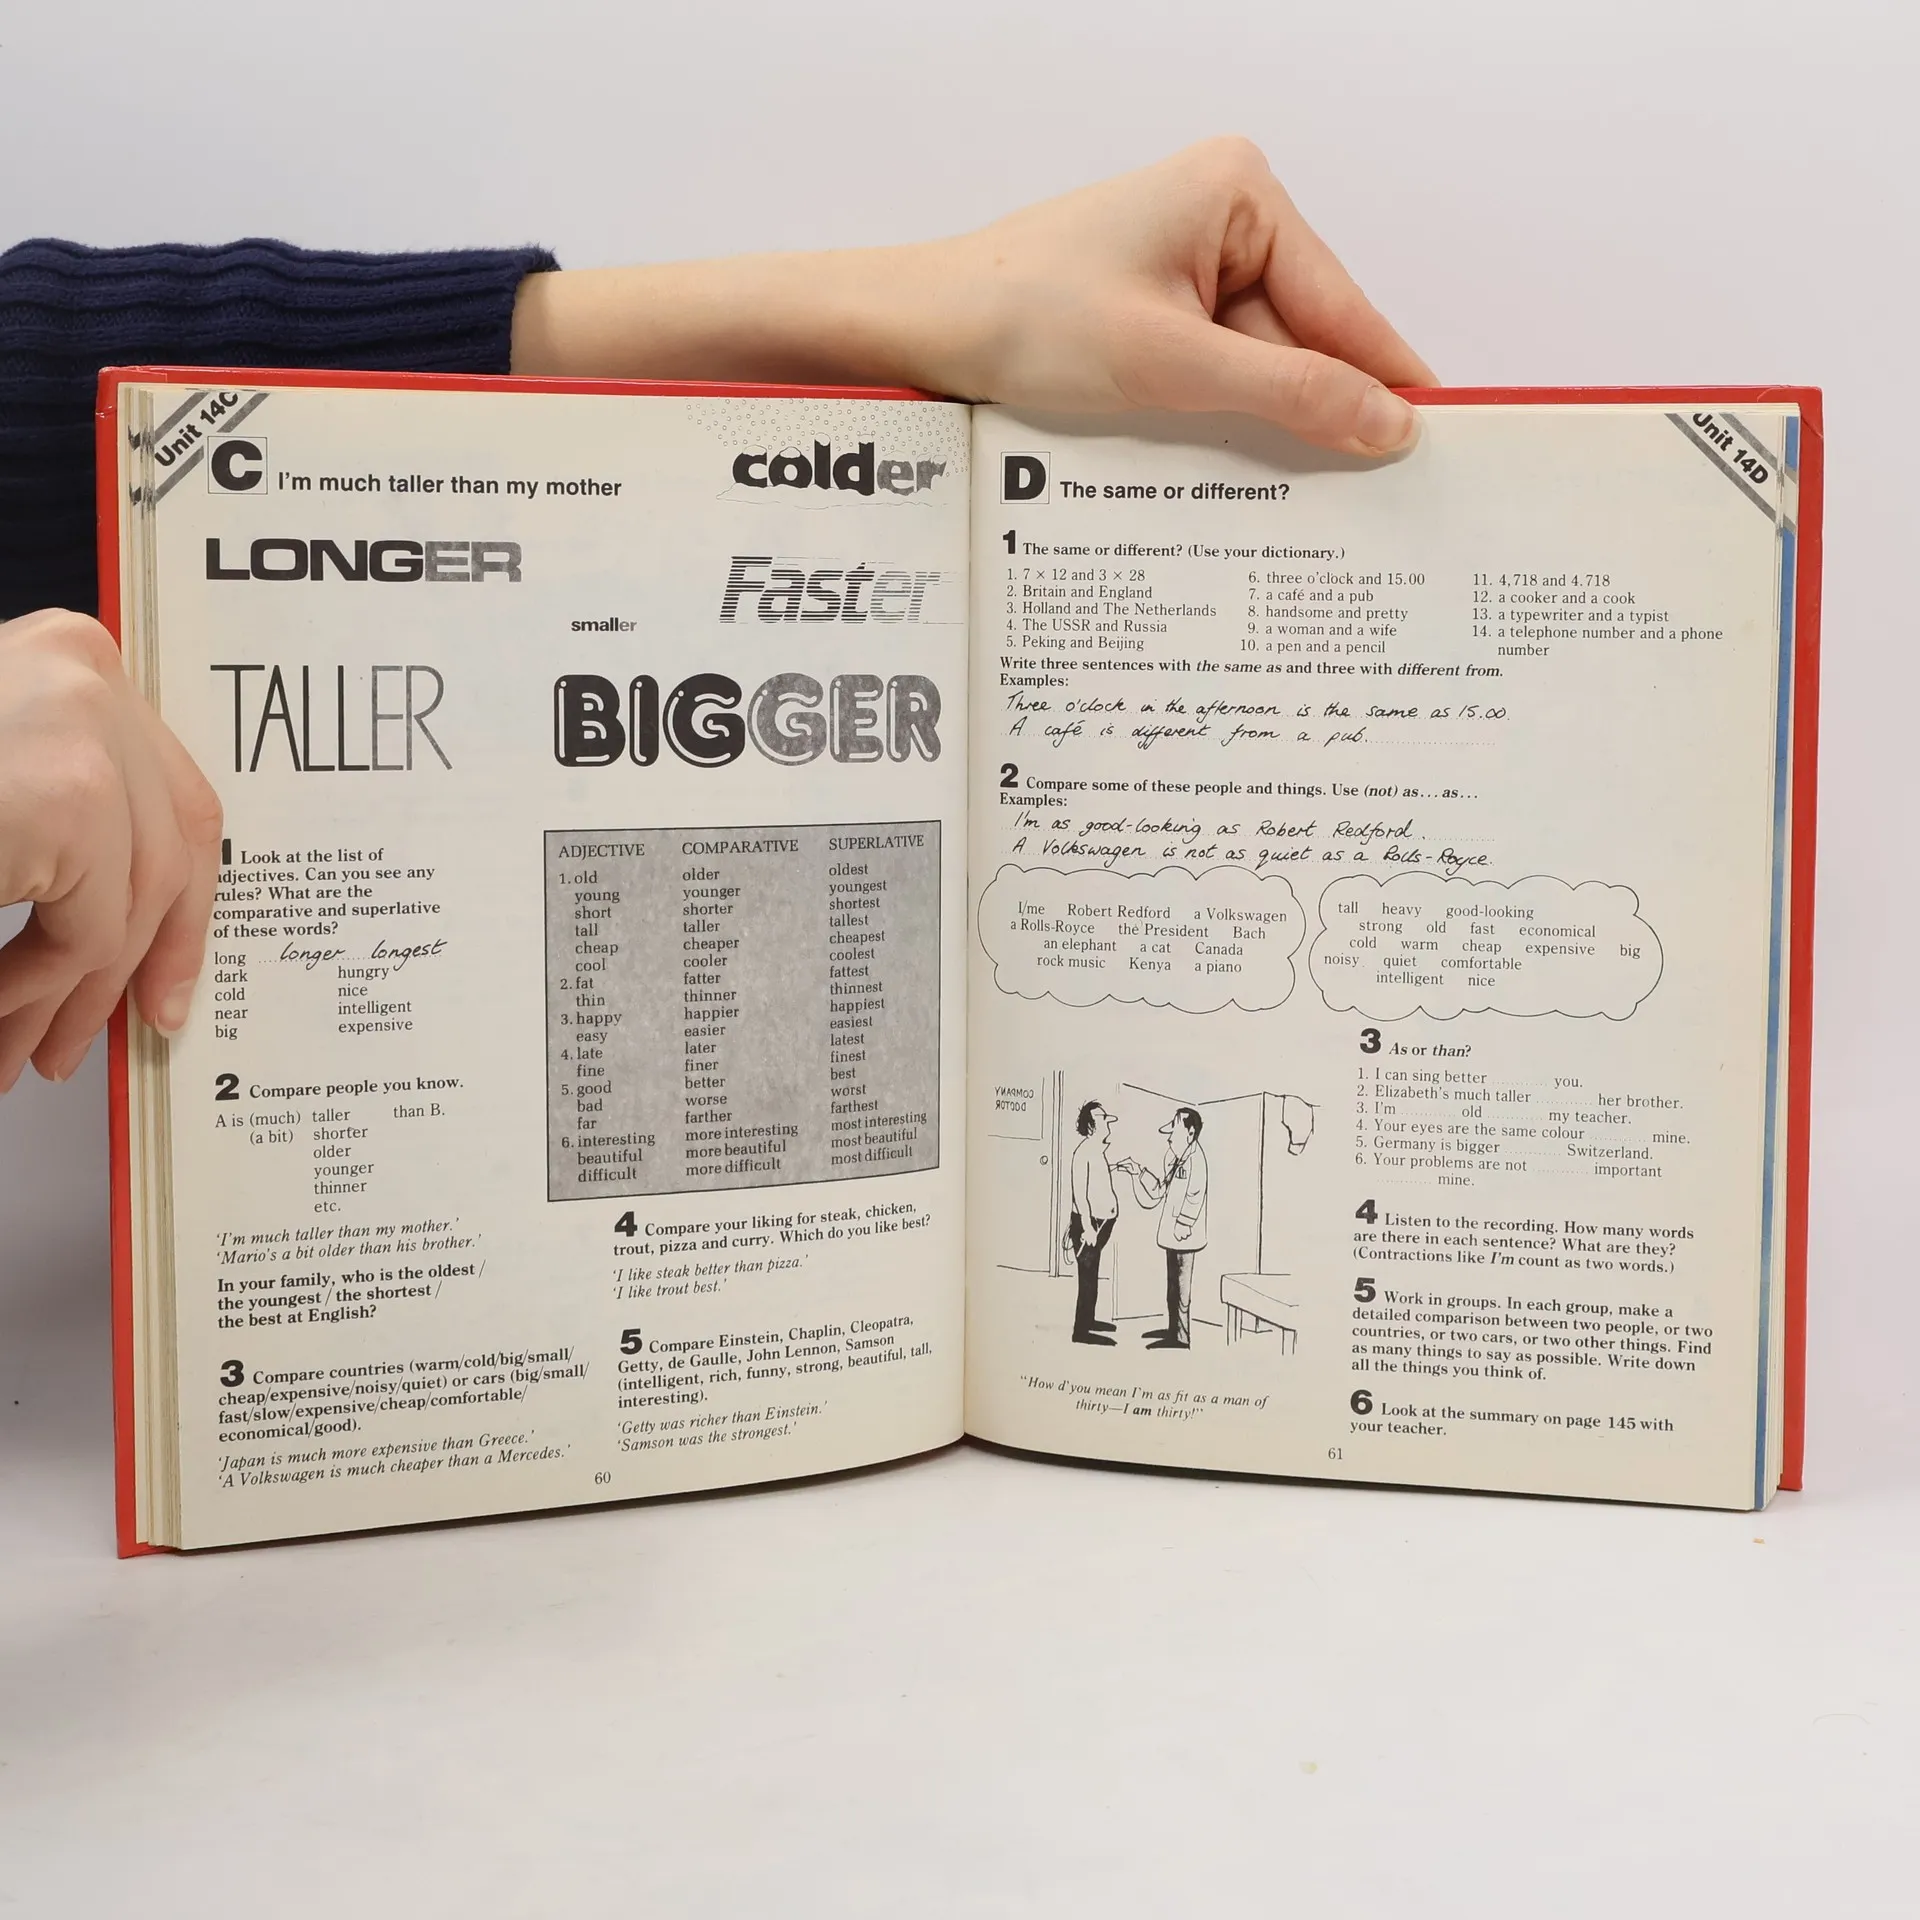 Unit 14C
C I'm much taller than my mother
colder
LONGER
Faster
smaller
TALLER
BIGGER
1 Look at the list of
adjectives. Can you see any
rules? What are the
comparative and superlative
of these words?
long longer longest
dark hungry
cold nice
near intelligent
big expensive
2 Compare people you know.
A is (much) taller than B.
(a bit) shorter
older
younger
thinner
etc.
'I'm much taller than my mother.'
'Mario's a bit older than his brother.'
In your family, who is the oldest /
the youngest / the shortest /
the best at English?
3 Compare countries (warm/cold/big/small/
cheap/expensive/noisy/quiet) or cars (big/small/
fast/slow/expensive/cheap/comfortable/
economical/good).
'Japan is much more expensive than Greece.'
'A Volkswagen is much cheaper than a Mercedes.'
ADJECTIVE COMPARATIVE SUPERLATIVE
1. old older oldest
young younger youngest
short shorter shortest
tall taller tallest
cheap cheaper cheapest
cool cooler coolest
2. fat fatter fattest
thin thinner thinnest
3. happy happier happiest
easy easier easiest
4. late later latest
fine finer finest
5. good better best
bad worse worst
far farther farthest
6. interesting more interesting most interesting
beautiful more beautiful most beautiful
difficult more difficult most difficult
4 Compare your liking for steak, chicken,
trout, pizza and curry. Which do you like best?
'I like steak better than pizza.'
'I like trout best.'
5 Compare Einstein, Chaplin, Cleopatra,
Getty, de Gaulle, John Lennon, Samson
(intelligent, rich, funny, strong, beautiful, tall,
interesting).
'Getty was richer than Einstein.'
'Samson was the strongest.'
60
Unit 14D
D The same or different?
1 The same or different? (Use your dictionary.)
1. 7 × 12 and 3 × 28
2. Britain and England
3. Holland and The Netherlands
4. The USSR and Russia
5. Peking and Beijing
6. three o'clock and 15.00
7. a café and a pub
8. handsome and pretty
9. a woman and a wife
10. a pen and a pencil
11. 4,718 and 4.718
12. a cooker and a cook
13. a typewriter and a typist
14. a telephone number and a phone
number
Write three sentences with the same as and three with different from.
Examples:
Three o'clock in the afternoon is the same as 15.00.
A café is different from a pub.
2 Compare some of these people and things. Use (not) as... as...
Examples:
I'm as good-looking as Robert Redford.
A Volkswagen is not as quiet as a Rolls-Royce.
I/me Robert Redford a Volkswagen
a Rolls-Royce the President Bach
an elephant a cat Canada
rock music Kenya a piano
tall heavy good-looking
strong old fast economical
cold warm cheap expensive big
noisy quiet comfortable
intelligent nice
COMPANY
DOCTOR
"How d'you mean I'm as fit as a man of
thirty—I am thirty!"
3 As or than?
1. I can sing better ............ you.
2. Elizabeth's much taller ............ her brother.
3. I'm ............ old ............ my teacher.
4. Your eyes are the same colour ............ mine.
5. Germany is bigger ............ Switzerland.
6. Your problems are not ............ important
............ mine.
4 Listen to the recording. How many words
are there in each sentence? What are they?
(Contractions like I'm count as two words.)
5 Work in groups. In each group, make a
detailed comparison between two people, or two
countries, or two cars, or two other things. Find
as many things to say as possible. Write down
all the things you think of.
6 Look at the summary on page 145 with
your teacher.
61